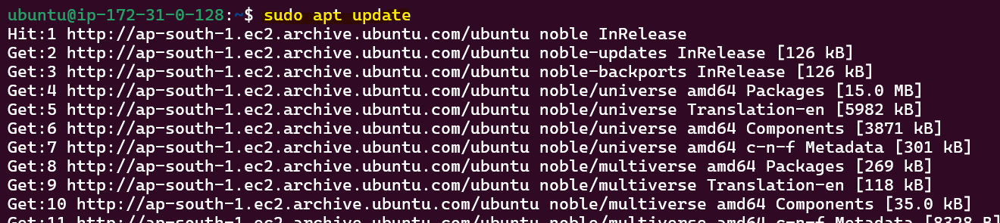 ubuntu@ip-172-31-0-128:~$ sudo apt update
Hit:1 http://ap-south-1.ec2.archive.ubuntu.com/ubuntu noble InRelease
Get:2 http://ap-south-1.ec2.archive.ubuntu.com/ubuntu noble-updates InRelease [126 kB]
Get:3 http://ap-south-1.ec2.archive.ubuntu.com/ubuntu noble-backports InRelease [126 kB]
Get:4 http://ap-south-1.ec2.archive.ubuntu.com/ubuntu noble/universe amd64 Packages [15.0 MB]
Get:5 http://ap-south-1.ec2.archive.ubuntu.com/ubuntu noble/universe Translation-en [5982 kB]
Get:6 http://ap-south-1.ec2.archive.ubuntu.com/ubuntu noble/universe amd64 Components [3871 kB]
Get:7 http://ap-south-1.ec2.archive.ubuntu.com/ubuntu noble/universe amd64 c-n-f Metadata [301 kB]
Get:8 http://ap-south-1.ec2.archive.ubuntu.com/ubuntu noble/multiverse amd64 Packages [269 kB]
Get:9 http://ap-south-1.ec2.archive.ubuntu.com/ubuntu noble/multiverse Translation-en [118 kB]
Get:10 http://ap-south-1.ec2.archive.ubuntu.com/ubuntu noble/multiverse amd64 Components [35.0 kB]
Get:11 http://ap-south-1.ec2.archive.ubuntu.com/ubuntu noble/multiverse amd64 c-n-f Metadata [8328 B]